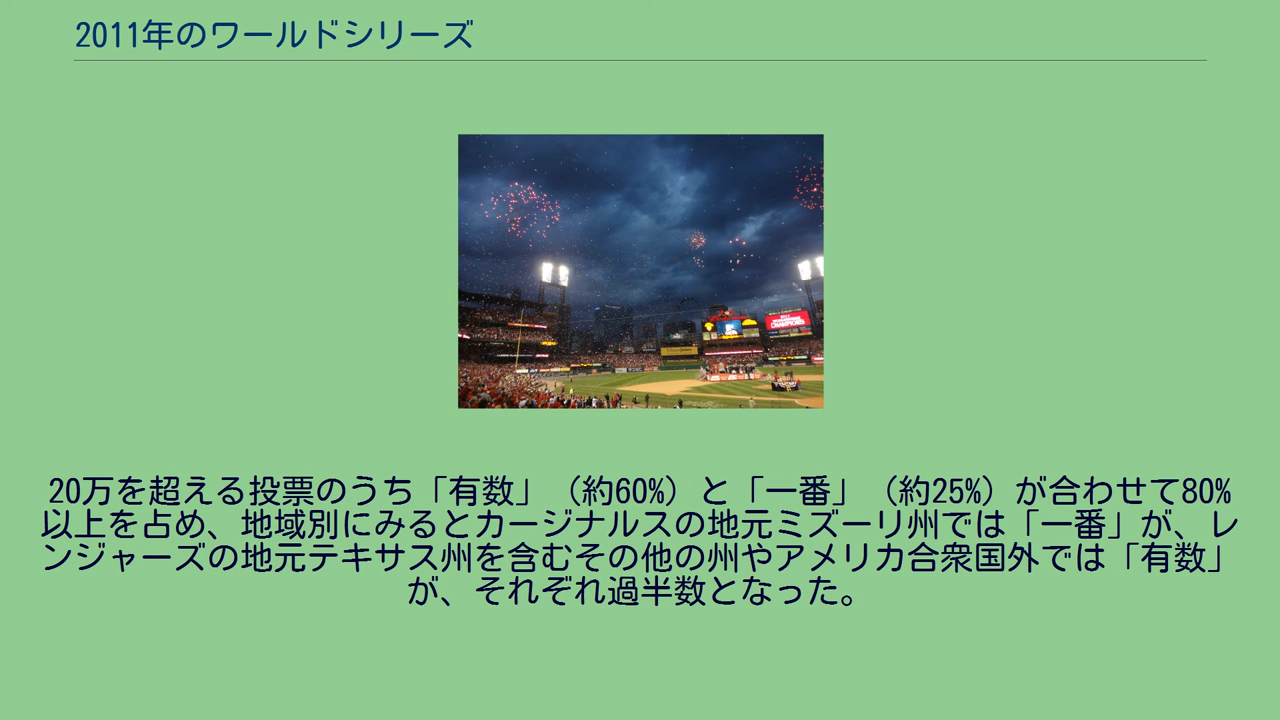 2011年のワールドシリーズ
20万を超える投票のうち「有数」（約60%）と「一番」（約25%）が合わせて80%
以上を占め、地域別にみるとカージナルスの地元ミズーリ州では「一番」が、レ
ンジャーズの地元テキサス州を含むその他の州やアメリカ合衆国外では「有数」
が、それぞれ過半数となった。